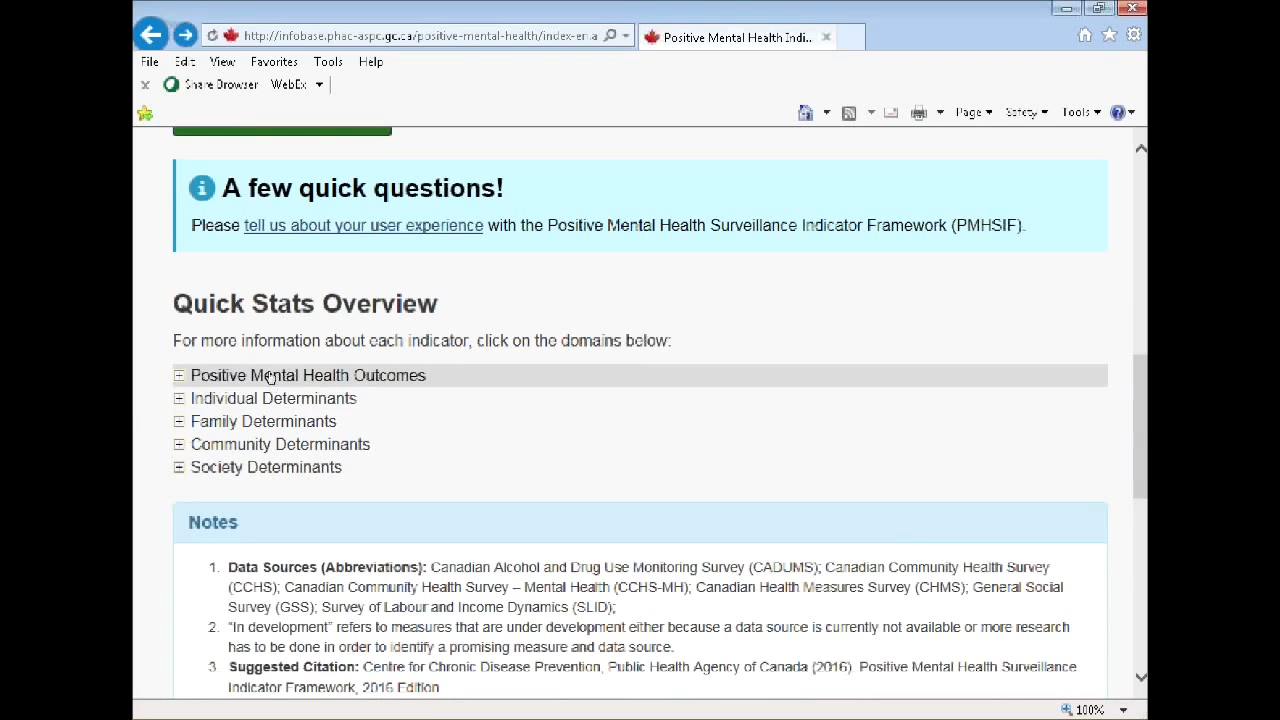 http://infobase.phac-aspc.gc.ca/positive-mental-health/index-en.a
Positive Mental Health Indi...
File Edit View Favorites Tools Help
Share Browser WebEx
Page Safety Tools
A few quick questions!
Please tell us about your user experience with the Positive Mental Health Surveillance Indicator Framework (PMHSIF).
Quick Stats Overview
For more information about each indicator, click on the domains below:
Positive Mental Health Outcomes
Individual Determinants
Family Determinants
Community Determinants
Society Determinants
Notes
1. Data Sources (Abbreviations): Canadian Alcohol and Drug Use Monitoring Survey (CADUMS); Canadian Community Health Survey
(CCHS); Canadian Community Health Survey – Mental Health (CCHS-MH); Canadian Health Measures Survey (CHMS); General Social
Survey (GSS); Survey of Labour and Income Dynamics (SLID);
2. "In development" refers to measures that are under development either because a data source is currently not available or more research
has to be done in order to identify a promising measure and data source.
3. Suggested Citation: Centre for Chronic Disease Prevention, Public Health Agency of Canada (2016). Positive Mental Health Surveillance
Indicator Framework, 2016 Edition
100%